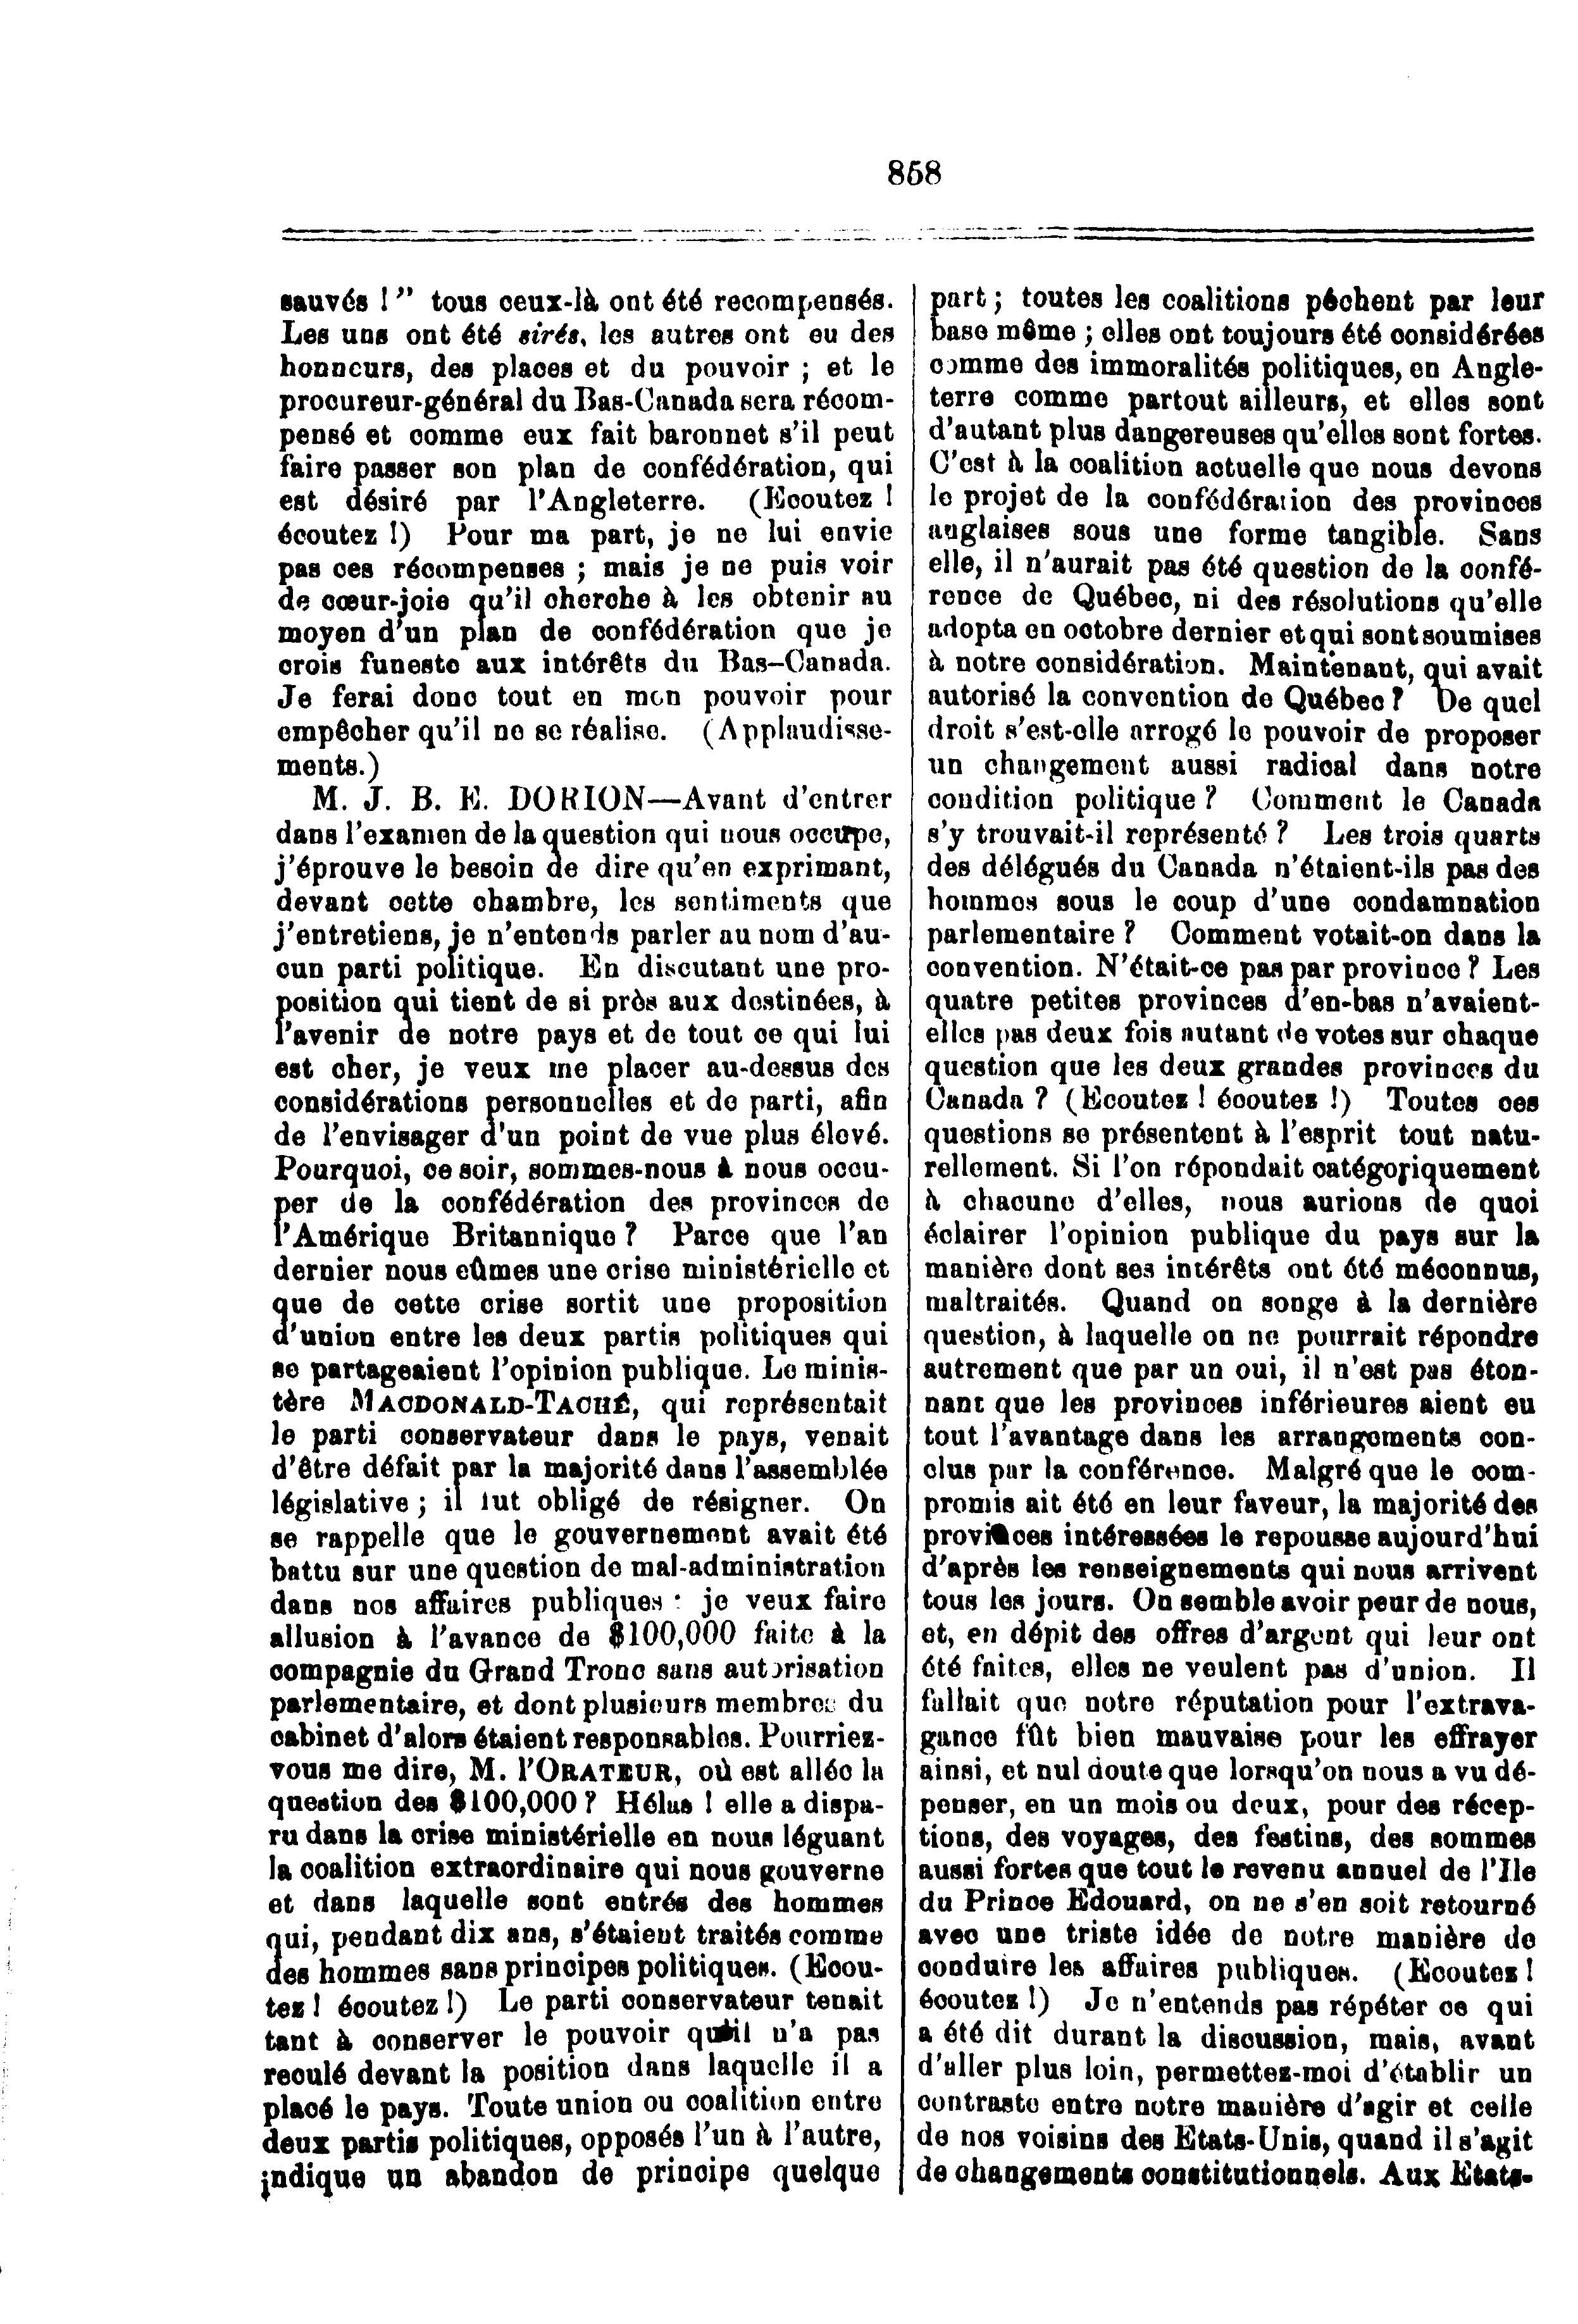 858
sauvés !” tous ceux-là ont été recompensés.
Les uns ont été sirés, les autres ont eu des
honneurs, des places et du pouvoir ; et le
procureur-général du Bas-Canada sera récom-
pensé et comme eux fait baronnet s'il peut
faire passer son plan de confédération, qui
est désiré par l'Angleterre. (Ecoutez !
écoutez !) Pour ma part, je ne lui envie
pas ces récompenses ; mais je ne puis voir
de cœur-joie qu'il cherche à les obtenir au
moyen d'un plan de confédération que je
crois funeste aux intérêts du Bas-Canada.
Je ferai donc tout en mon pouvoir pour
empêcher qu'il ne se réalise. (Applaudisse-
ments.)
M. J. B. E. DORION—Avant d'entrer
dans l'examen de la question qui nous occupe,
j'éprouve le besoin de dire qu'en exprimant,
devant cette chambre, les sentiments que
j'entretiens, je n'entends parler au nom d'au-
cun parti politique. En discutant une pro-
position qui tient de si près aux destinées, à
l'avenir de notre pays et de tout ce qui lui
est cher, je veux me placer au-dessus des
considérations personnelles et de parti, afin
de l'envisager d'un point de vue plus élevé.
Pourquoi, ce soir, sommes-nous à nous occu-
per de la confédération des provinces de
l'Amérique Britannique ? Parce que l'an
dernier nous eûmes une crise ministérielle et
que de cette crise sortit une proposition
d'union entre les deux partis politiques qui
se partageaient l'opinion publique. Le minis-
tère MACDONALD-TACHÉ, qui représentait
le parti conservateur dans le pays, venait
d'être défait par la majorité dans l'assemblée
législative ; il fut obligé de résigner. On
se rappelle que le gouvernement avait été
battu sur une question de mal-administration
dans nos affaires publiques : je veux faire
allusion à l'avance de $100,000 faite à la
compagnie du Grand Tronc sans autorisation
parlementaire, et dont plusieurs membres du
cabinet d'alors étaient responsables. Pourriez-
vous me dire, M. l'ORATEUR, où est allée la
question des $100,000 ? Hélas ! elle a dispa-
ru dans la crise ministérielle en nous léguant
la coalition extraordinaire qui nous gouverne
et dans laquelle sont entrés des hommes
qui, pendant dix ans, s'étaient traités comme
des hommes sans principes politiques. (Ecou-
tez ! écoutez !) Le parti conservateur tenait
tant à conserver le pouvoir qu'il n'a pas
reculé devant la position dans laquelle il a
placé le pays. Toute union ou coalition entre
deux partis politiques, opposés l'un à l'autre,
indique un abandon de principe quelque
part ; toutes les coalitions pêchent par leur
base même ; elles ont toujours été considérées
comme des immoralités politiques, en Angle-
terre comme partout ailleurs, et elles sont
d'autant plus dangereuses qu'elles sont fortes.
C'est à la coalition actuelle que nous devons
le projet de la confédération des provinces
anglaises sous une forme tangible. Sans
elle, il n'aurait pas été question de la confé-
rence de Québec, ni des résolutions qu'elle
adopta en octobre dernier et qui sont soumises
à notre considération. Maintenant, qui avait
autorisé la convention de Québec ? De quel
droit s'est-elle arrogé le pouvoir de proposer
un changement aussi radical dans notre
condition politique ? Comment le Canada
s'y trouvait-il représenté ? Les trois quarts
des délégués du Canada n'étaient-ils pas des
hommes sous le coup d'une condamnation
parlementaire ? Comment votait-on dans la
convention. N'était-ce pas par province ? Les
quatre petites provinces d'en-bas n'avaient-
elles pas deux fois autant de votes sur chaque
question que les deux grandes provinces du
Canada ? (Ecoutez ! écoutez !) Toutes ces
questions se présentent à l'esprit tout natu-
rellement. Si l'on répondait catégoriquement
à chacune d'elles, nous aurions de quoi
éclairer l'opinion publique du pays sur la
manière dont ses intérêts ont été méconnus,
maltraités. Quand on songe à la dernière
question, à laquelle on ne pourrait répondre
autrement que par un oui, il n'est pas éton-
nant que les provinces inférieures aient eu
tout l'avantage dans les arrangements con-
clus par la conférence. Malgré que le com-
promis ait été en leur faveur, la majorité des
provinces intéressées le repousse aujourd'hui
d'après les renseignements qui nous arrivent
tous les jours. On semble avoir peur de nous,
et, en dépit des offres d'argent qui leur ont
été faites, elles ne veulent pas d'union. Il
fallait que notre réputation pour l'extrava-
gance fût bien mauvaise pour les effrayer
ainsi, et nul doute que lorsqu'on nous a vu dé-
penser, en un mois ou deux, pour des récep-
tions, des voyages, des festins, des sommes
aussi fortes que tout le revenu annuel de l'Ile
du Prince Edouard, on ne s'en soit retourné
avec une triste idée de notre manière de
conduire les affaires publiques. (Ecoutez !
écoutez !) Je n'entends pas répéter ce qui
a été dit durant la discussion, mais, avant
d'aller plus loin, permettez-moi d'établir un
contraste entre notre manière d'agir et celle
de nos voisins des Etats-Unis, quand il s'agit
de changements constitutionnels. Aux Etats-